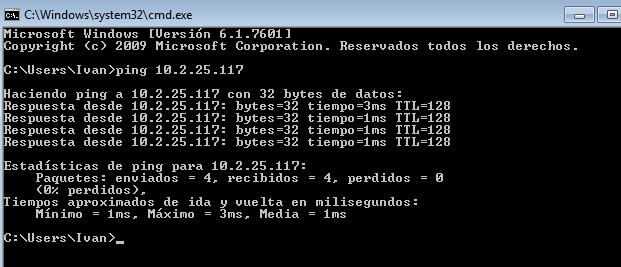 C:\Windows\system32\cmd.exe
Microsoft Windows [Versión 6.1.7601]
Copyright (c) 2009 Microsoft Corporation. Reservados todos los derechos.
C:\Users\Ivan>ping 10.2.25.117
Haciendo ping a 10.2.25.117 con 32 bytes de datos:
Respuesta desde 10.2.25.117: bytes=32 tiempo=3ms TTL=128
Respuesta desde 10.2.25.117: bytes=32 tiempo=1ms TTL=128
Respuesta desde 10.2.25.117: bytes=32 tiempo=1ms TTL=128
Respuesta desde 10.2.25.117: bytes=32 tiempo=1ms TTL=128
Estadísticas de ping para 10.2.25.117:
Paquetes: enviados = 4, recibidos = 4, perdidos = 0
(0% perdidos),
Tiempos aproximados de ida y vuelta en milisegundos:
Mínimo = 1ms, Máximo = 3ms, Media = 1ms
C:\Users\Ivan>_